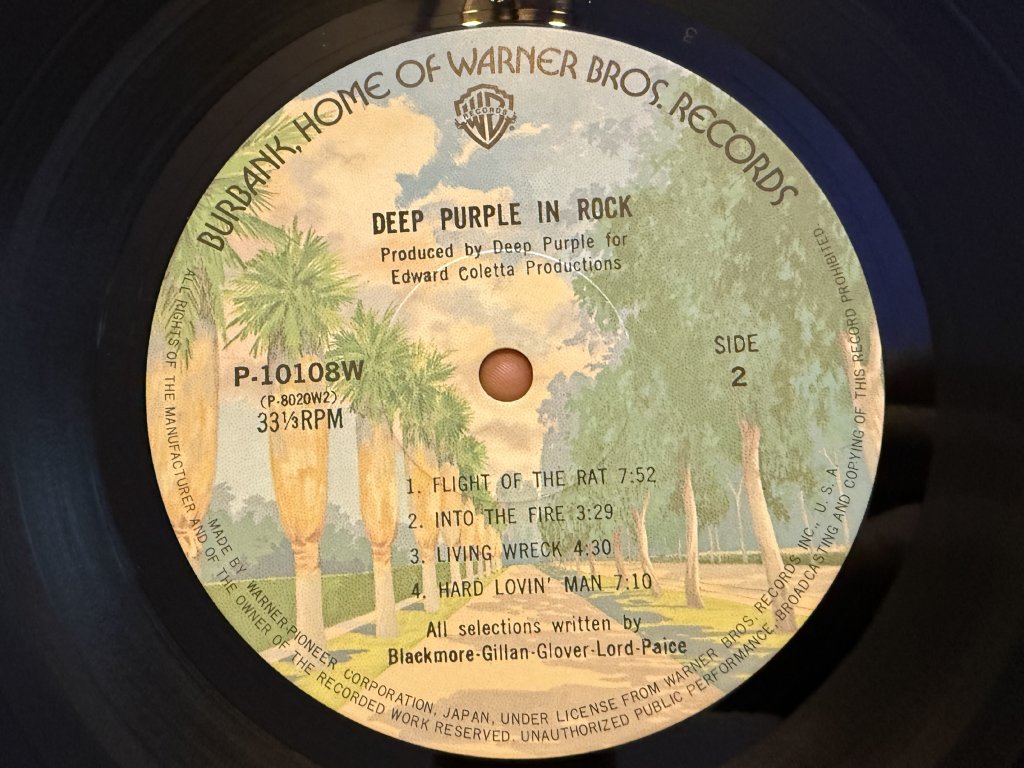 BURBANK, HOME OF WARNER BROS. RECORDS
WB
RECORDS
DEEP PURPLE IN ROCK
Produced by Deep Purple for
Edward Coletta Productions
P-10108W
(P-8020W2)
33⅓RPM
SIDE
2
1. FLIGHT OF THE RAT 7:52
2. INTO THE FIRE 3:29
3. LIVING WRECK 4:30
4. HARD LOVIN' MAN 7:10
All selections written by
Blackmore-Gillan-Glover-Lord-Paice
MADE BY WARNER-PIONEER CORPORATION, JAPAN, UNDER LICENSE FROM WARNER BROS. RECORDS INC., U.S.A
ALL RIGHTS OF THE MANUFACTURER AND OF THE OWNER OF THE RECORDED WORK RESERVED. UNAUTHORIZED PUBLIC PERFORMANCE, BROADCASTING AND COPYING OF THIS RECORD PROHIBITED
3